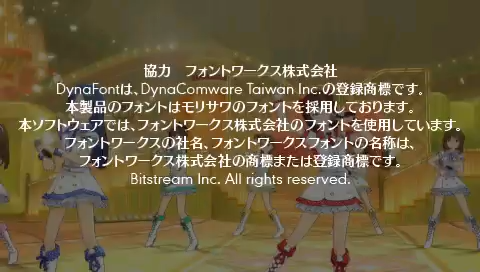 協力　フォントワークス株式会社
DynaFontは、DynaComware Taiwan Inc.の登録商標です。
本製品のフォントはモリサワのフォントを採用しております。
本ソフトウェアでは、フォントワークス株式会社のフォントを使用しています。
フォントワークスの社名、フォントワークスフォントの名称は、
フォントワークス株式会社の商標または登録商標です。
Bitstream Inc. All rights reserved.